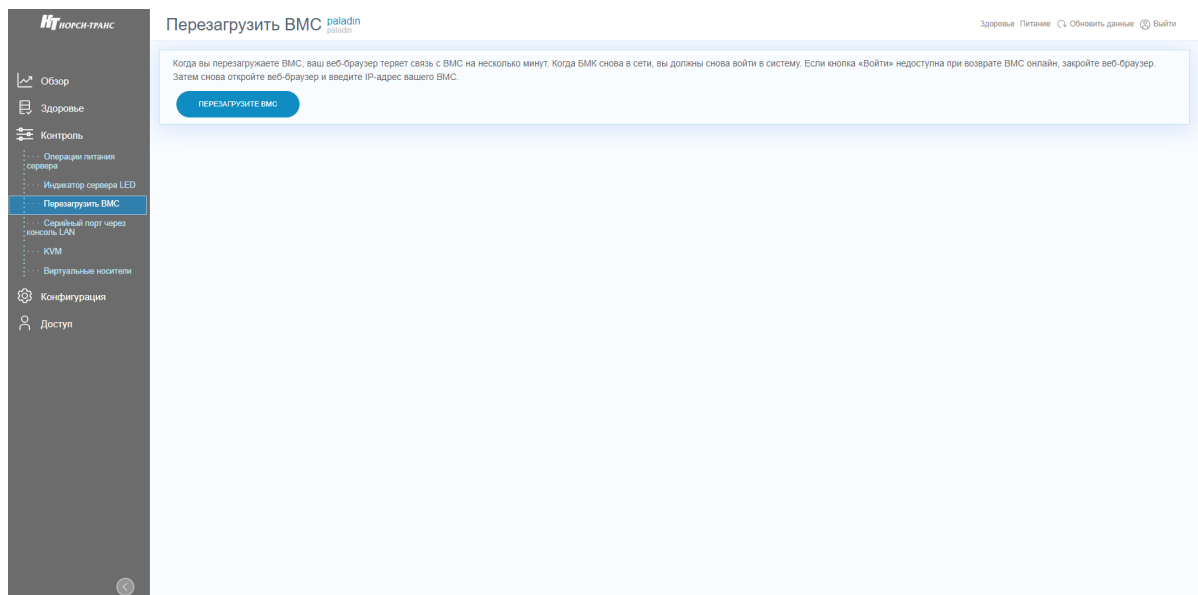 НТ НОРСИ-ТРАНС
Перезагрузить BMC paladin
paladin
Здоровье Питание Обновить данные Выйти
Когда вы перезагружаете BMC, ваш веб-браузер теряет связь с BMC на несколько минут. Когда БМК снова в сети, вы должны снова войти в систему. Если кнопка «Войти» недоступна при возврате BMC онлайн, закройте веб-браузер.
Затем снова откройте веб-браузер и введите IP-адрес вашего BMC.
ПЕРЕЗАГРУЗИТЕ BMC
Обзор
Здоровье
Контроль
Операции питания
сервера
Индикатор сервера LED
Перезагрузить BMC
Серийный порт через
консоль LAN
KVM
Виртуальные носители
Конфигурация
Доступ